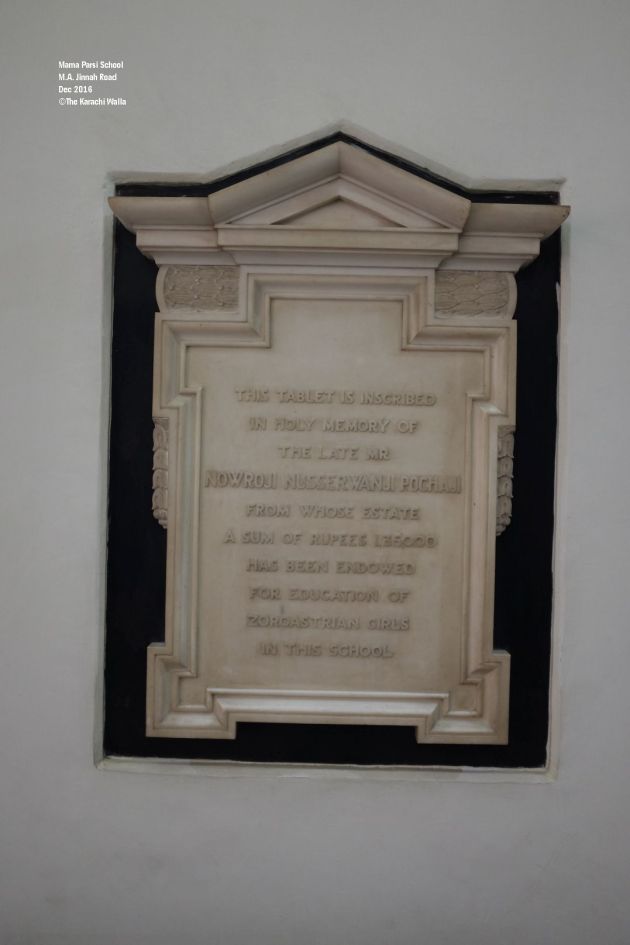 Mama Parsi School
M.A. Jinnah Road
Dec 2016
©The Karachi Walla
THIS TABLET IS INSCRIBED
IN HOLY MEMORY OF
THE LATE MR
NOWROJI NUSSERWANJI POCHAJI
FROM WHOSE ESTATE
A SUM OF RUPEES 1,35000
HAS BEEN ENDOWED
FOR EDUCATION OF
ZOROASTRIAN GIRLS
IN THIS SCHOOL